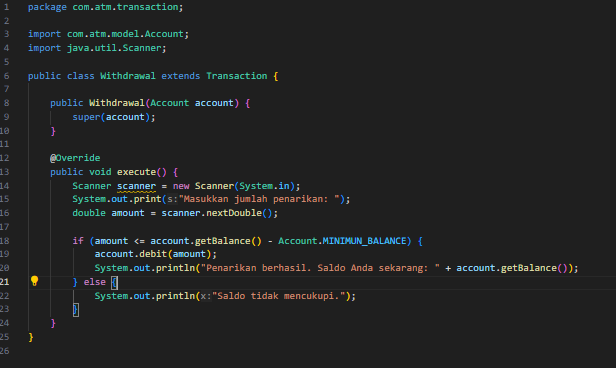 1 package com.atm.transaction;
2
3 import com.atm.model.Account;
4 import java.util.Scanner;
5
6 public class Withdrawal extends Transaction {
7
8 public Withdrawal(Account account) {
9 super(account);
10 }
11
12 @Override
13 public void execute() {
14 Scanner scanner = new Scanner(System.in);
15 System.out.print(s:"Masukkan jumlah penarikan: ");
16 double amount = scanner.nextDouble();
17
18 if (amount <= account.getBalance() - Account.MINIMUN_BALANCE) {
19 account.debit(amount);
20 System.out.println("Penarikan berhasil. Saldo Anda sekarang: " + account.getBalance());
21 } else {
22 System.out.println(x:"Saldo tidak mencukupi.");
23 }
24 }
25 }
26